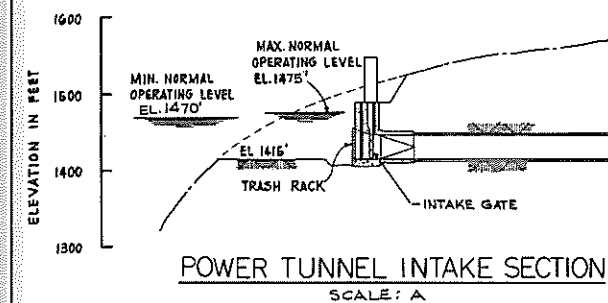 1600
MAX. NORMAL
OPERATING LEVEL
EL. 1475'
MIN. NORMAL
OPERATING LEVEL
EL. 1470'
1500
ELEVATION IN FEET
EL 1415'
1400
TRASH RACK
INTAKE GATE
1300
POWER TUNNEL INTAKE SECTION
SCALE: A